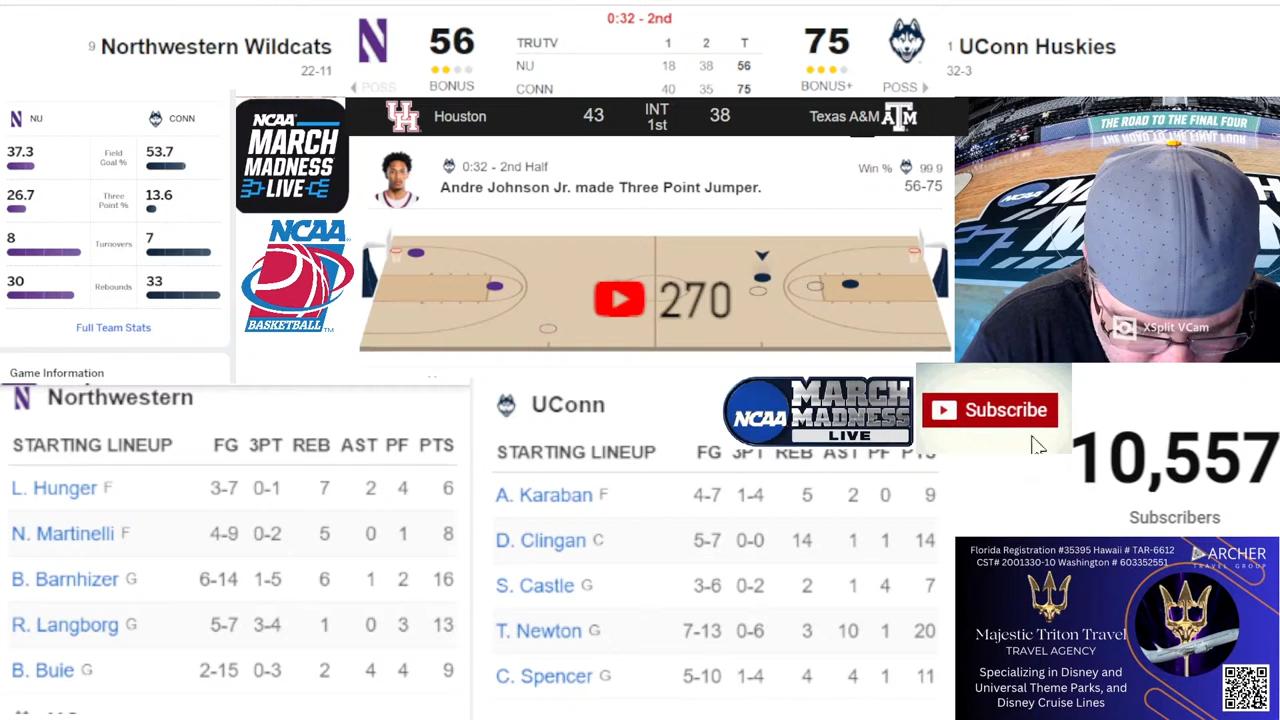 0:32 - 2nd
9 Northwestern Wildcats
22-11
N
56
BONUS
POSS
TRUTV 1 2 T
NU 18 38 56
CONN 40 35 75
75
BONUS+
POSS
1 UConn Huskies
32-3
N NU CONN
37.3 Field Goal % 53.7
26.7 Three Point % 13.6
8 Turnovers 7
30 Rebounds 33
Full Team Stats
Game Information
NCAA
MARCH
MADNESS
LIVE
NCAA
BASKETBALL
TM
UH Houston 43 INT 1st 38 Texas A&M ATM
0:32 - 2nd Half
Andre Johnson Jr. made Three Point Jumper.
Win % 99.9
56-75
270
THE ROAD TO THE FINAL FOUR
NCAA
XSplit VCam
N Northwestern
STARTING LINEUP FG 3PT REB AST PF PTS
L. Hunger F 3-7 0-1 7 2 4 6
N. Martinelli F 4-9 0-2 5 0 1 8
B. Barnhizer G 6-14 1-5 6 1 2 16
R. Langborg G 5-7 3-4 1 0 3 13
B. Buie G 2-15 0-3 2 4 4 9
UConn
STARTING LINEUP FG 3PT REB AST PF PTS
A. Karaban F 4-7 1-4 5 2 0 9
D. Clingan C 5-7 0-0 14 1 1 14
S. Castle G 3-6 0-2 2 1 4 7
T. Newton G 7-13 0-6 3 10 1 20
C. Spencer G 5-10 1-4 4 4 1 11
NCAA
MARCH
MADNESS
LIVE
Subscribe
10,557
Subscribers
Florida Registration #35395 Hawaii # TAR-6612
CST# 2001330-10 Washington # 603352551
ARCHER
TRAVEL GROUP
Majestic Triton Travel
TRAVEL AGENCY
Specializing in Disney and
Universal Theme Parks, and
Disney Cruise Lines